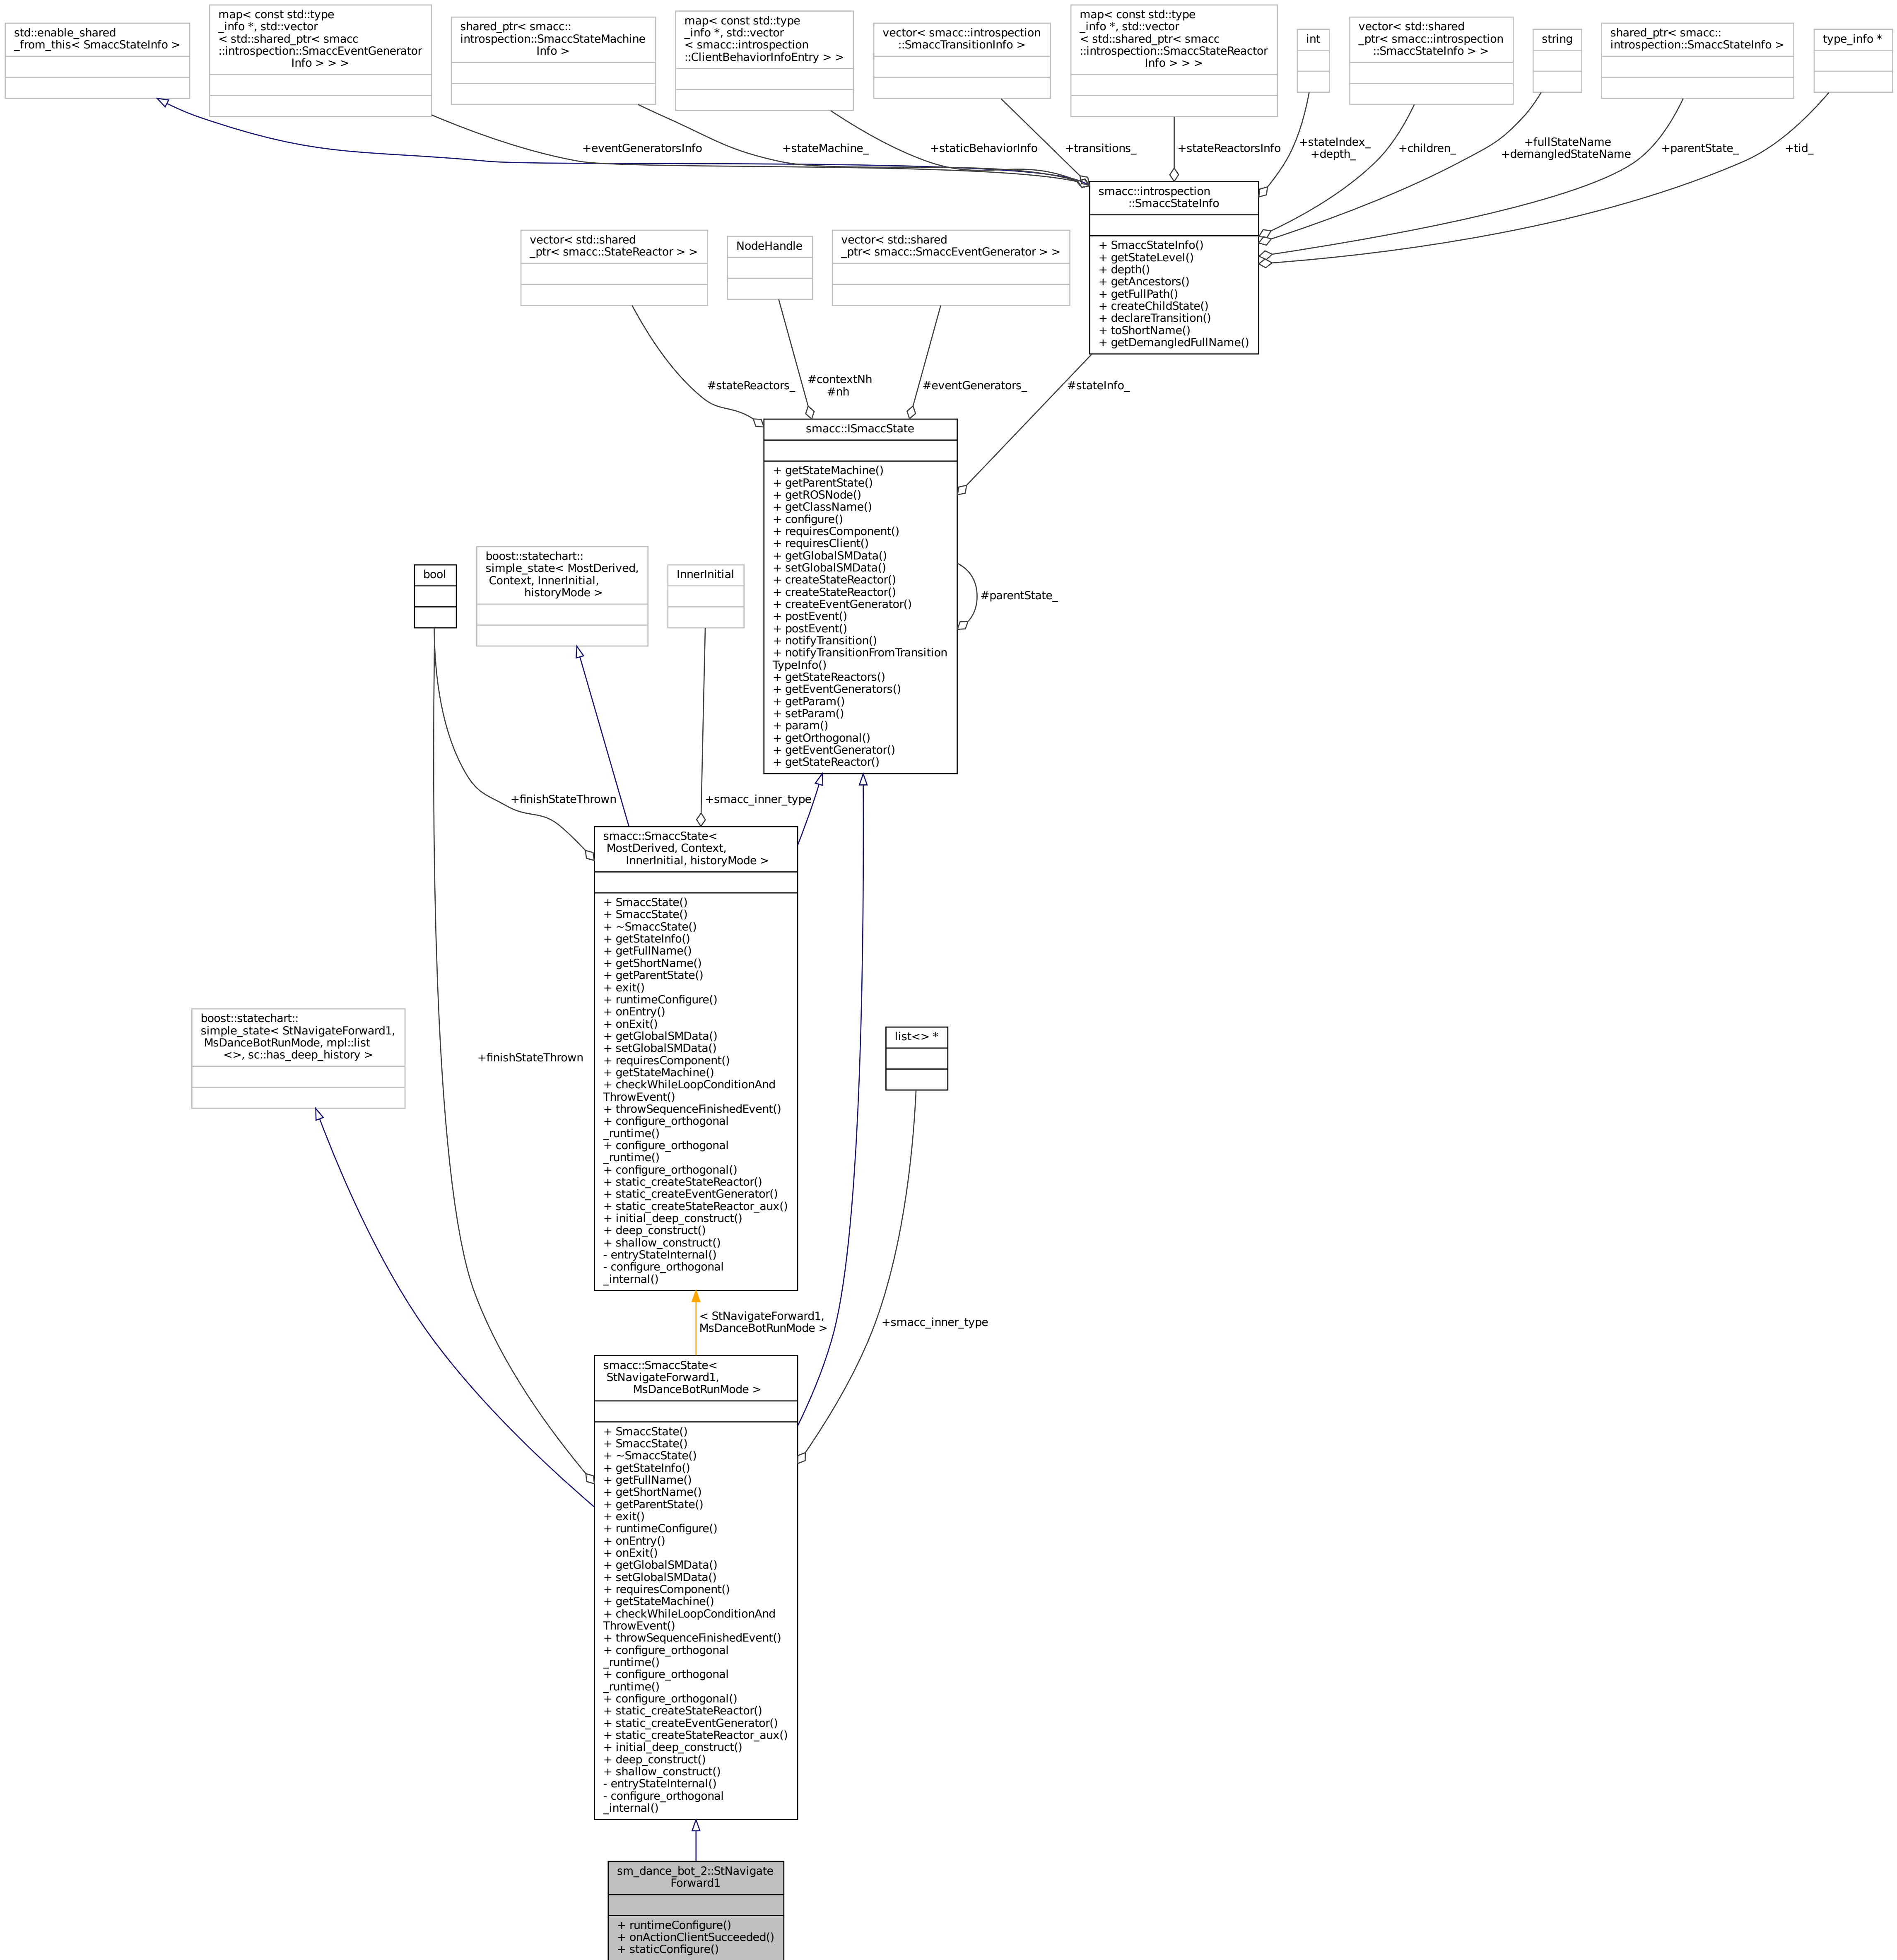 std::enable_shared
_from_this< SmaccStateInfo >
map< const std::type
_info *, std::vector
< std::shared_ptr< smacc
::introspection::SmaccEventGenerator
Info > > >
shared_ptr< smacc::
introspection::SmaccStateMachine
Info >
map< const std::type
_info *, std::vector
< smacc::introspection
::ClientBehaviorInfoEntry > >
vector< smacc::introspection
::SmaccTransitionInfo >
map< const std::type
_info *, std::vector
< std::shared_ptr< smacc
::introspection::SmaccStateReactor
Info > > >
int
vector< std::shared
_ptr< smacc::introspection
::SmaccStateInfo > >
string
shared_ptr< smacc::
introspection::SmaccStateInfo >
type_info *
+eventGeneratorsInfo
+stateMachine_
+staticBehaviorInfo
+transitions_
+stateReactorsInfo
+stateIndex_
+depth_
+children_
+fullStateName
+demangledStateName
+parentState_
+tid_
smacc::introspection
::SmaccStateInfo
+ SmaccStateInfo()
+ getStateLevel()
+ depth()
+ getAncestors()
+ getFullPath()
+ createChildState()
+ declareTransition()
+ toShortName()
+ getDemangledFullName()
vector< std::shared
_ptr< smacc::StateReactor > >
NodeHandle
vector< std::shared
_ptr< smacc::SmaccEventGenerator > >
#stateReactors_
#contextNh
#nh
#eventGenerators_
#stateInfo_
smacc::ISmaccState
+ getStateMachine()
+ getParentState()
+ getROSNode()
+ getClassName()
+ configure()
+ requiresComponent()
+ requiresClient()
+ getGlobalSMData()
+ setGlobalSMData()
+ createStateReactor()
+ createStateReactor()
+ createEventGenerator()
+ postEvent()
+ postEvent()
+ notifyTransition()
+ notifyTransitionFromTransition
TypeInfo()
+ getStateReactors()
+ getEventGenerators()
+ getParam()
+ setParam()
+ param()
+ getOrthogonal()
+ getEventGenerator()
+ getStateReactor()
#parentState_
bool
boost::statechart::
simple_state< MostDerived,
Context, InnerInitial,
historyMode >
InnerInitial
+finishStateThrown
+smacc_inner_type
smacc::SmaccState<
MostDerived, Context,
InnerInitial, historyMode >
+ SmaccState()
+ SmaccState()
+ ~SmaccState()
+ getStateInfo()
+ getFullName()
+ getShortName()
+ getParentState()
+ exit()
+ runtimeConfigure()
+ onEntry()
+ onExit()
+ getGlobalSMData()
+ setGlobalSMData()
+ requiresComponent()
+ getStateMachine()
+ checkWhileLoopConditionAnd
ThrowEvent()
+ throwSequenceFinishedEvent()
+ configure_orthogonal
_runtime()
+ configure_orthogonal
_runtime()
+ configure_orthogonal()
+ static_createStateReactor()
+ static_createEventGenerator()
+ static_createStateReactor_aux()
+ initial_deep_construct()
+ deep_construct()
+ shallow_construct()
- entryStateInternal()
- configure_orthogonal
_internal()
boost::statechart::
simple_state< StNavigateForward1,
MsDanceBotRunMode, mpl::list
<>, sc::has_deep_history >
+finishStateThrown
list<> *
< StNavigateForward1,
MsDanceBotRunMode >
+smacc_inner_type
smacc::SmaccState<
StNavigateForward1,
MsDanceBotRunMode >
+ SmaccState()
+ SmaccState()
+ ~SmaccState()
+ getStateInfo()
+ getFullName()
+ getShortName()
+ getParentState()
+ exit()
+ runtimeConfigure()
+ onEntry()
+ onExit()
+ getGlobalSMData()
+ setGlobalSMData()
+ requiresComponent()
+ getStateMachine()
+ checkWhileLoopConditionAnd
ThrowEvent()
+ throwSequenceFinishedEvent()
+ configure_orthogonal
_runtime()
+ configure_orthogonal
_runtime()
+ configure_orthogonal()
+ static_createStateReactor()
+ static_createEventGenerator()
+ static_createStateReactor_aux()
+ initial_deep_construct()
+ deep_construct()
+ shallow_construct()
- entryStateInternal()
- configure_orthogonal
_internal()
sm_dance_bot_2::StNavigate
Forward1
+ runtimeConfigure()
+ onActionClientSucceeded()
+ staticConfigure()